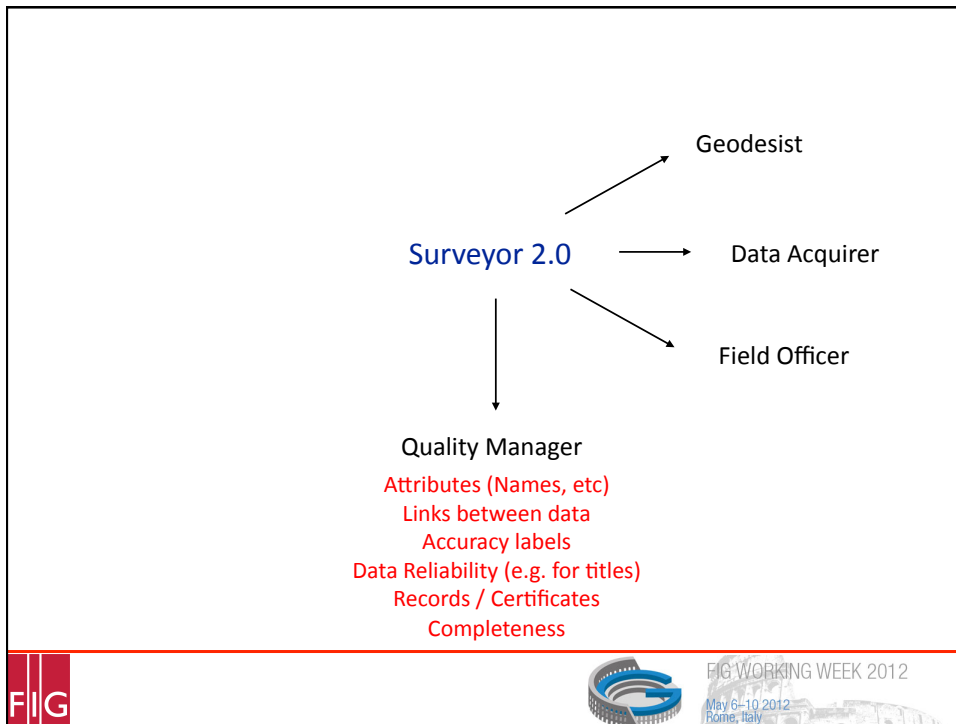 Geodesist
Surveyor 2.0
Data Acquirer
Field Officer
Quality Manager
Attributes (Names, etc)
Links between data
Accuracy labels
Data Reliability (e.g. for titles)
Records / Certificates
Completeness
FIG
FIG WORKING WEEK 2012
May 6–10 2012
Rome, Italy